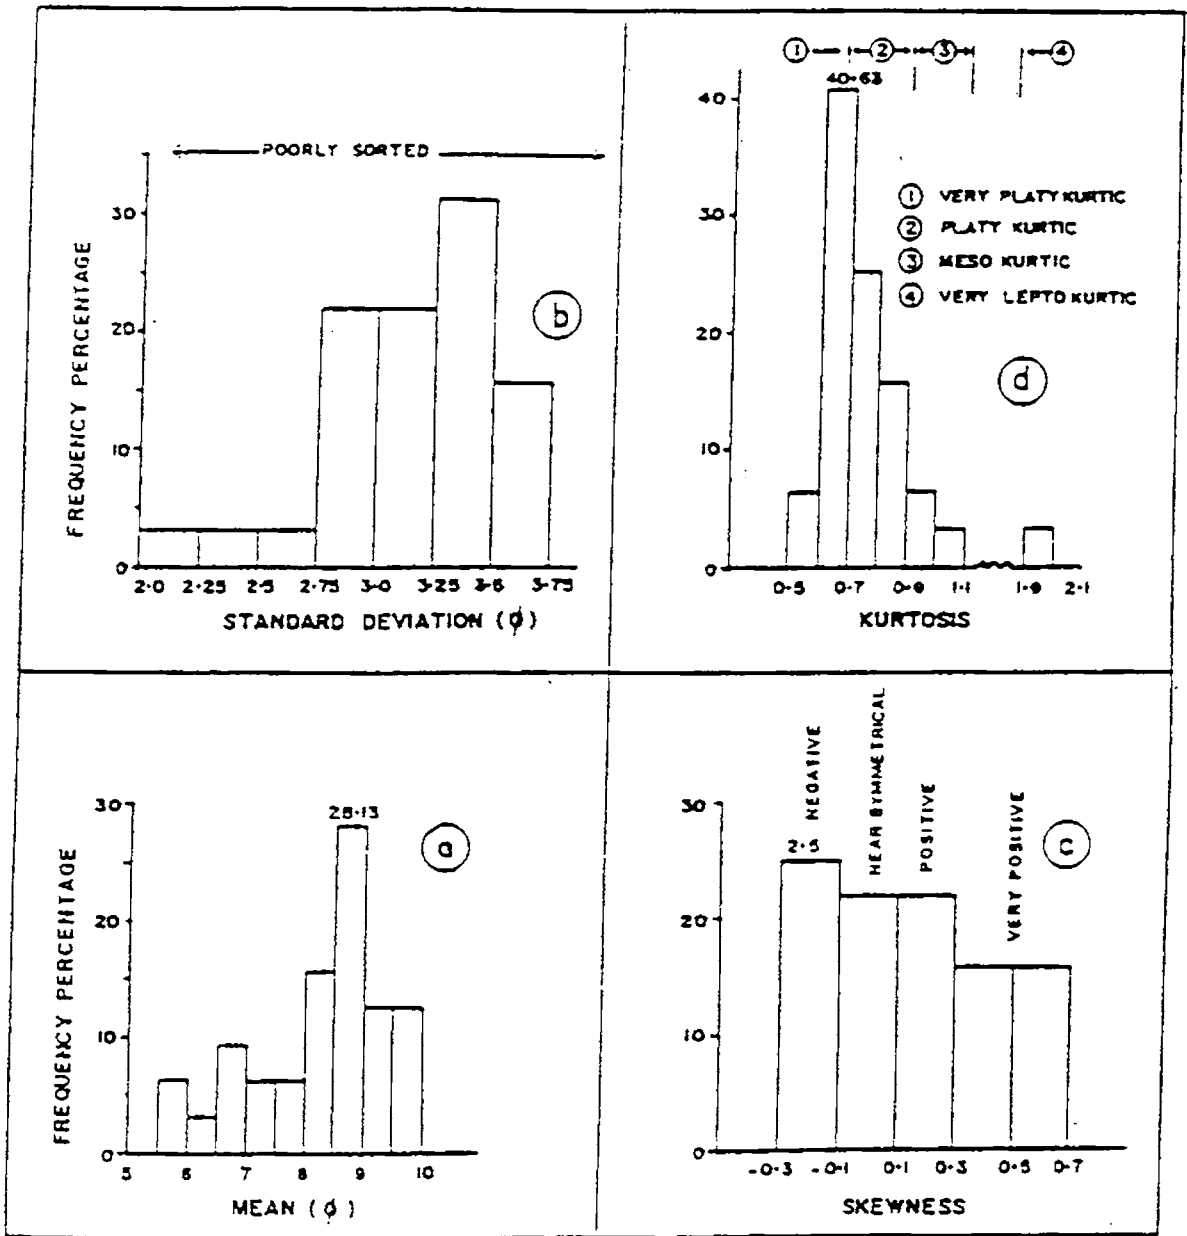 ① ② ③ ④
40·63
40
30
20
10
0
① VERY PLATYKURTIC
② PLATY KURTIC
③ MESO KURTIC
④ VERY LEPTOKURTIC
d
0·5 0·7 0·9 1·1 1·9 2·1
KURTOSIS
POORLY SORTED
30
20
10
0
FREQUENCY PERCENTAGE
b
2·0 2·25 2·5 2·75 3·0 3·25 3·5 3·75
STANDARD DEVIATION (ϕ)
30
20
10
0
FREQUENCY PERCENTAGE
28·13
a
5 6 7 8 9 10
MEAN (ϕ)
30
20
10
0
2·5
NEGATIVE
NEAR SYMMETRICAL
POSITIVE
VERY POSITIVE
c
-0·3 -0·1 0·1 0·3 0·5 0·7
SKEWNESS